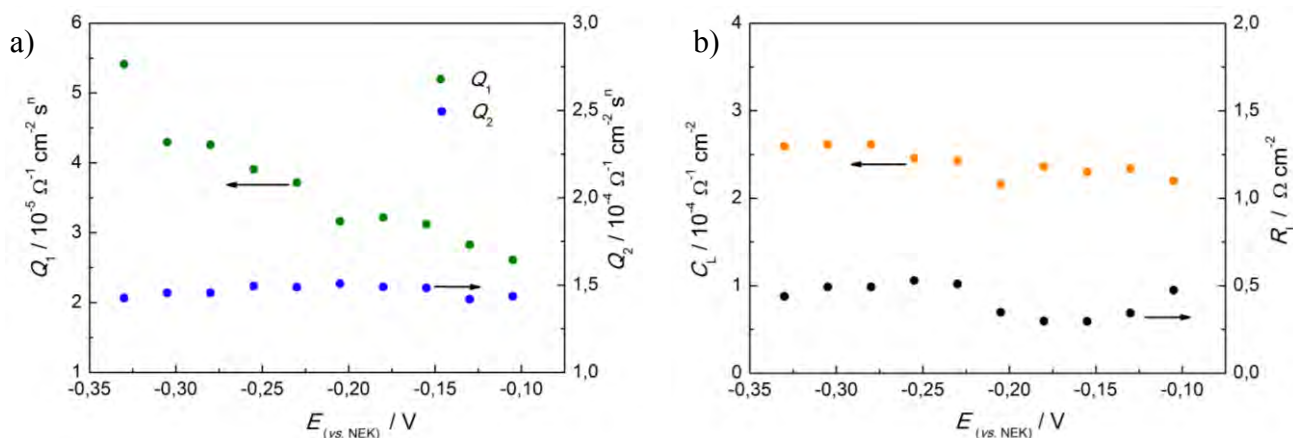 a)
6
5
4
3
2
1
Q1 / 10-5 Ω-1 cm-2 sn
3,0
2,5
2,0
1,5
1,0
Q2 / 10-4 Ω-1 cm-2 sn
Q1
Q2
-0,35 -0,30 -0,25 -0,20 -0,15 -0,10
E(vs. NEK) / V
b)
4
3
2
1
0
CL / 10-4 Ω-1 cm-2
2,0
1,5
1,0
0,5
0,0
RL / Ω cm-2
-0,35 -0,30 -0,25 -0,20 -0,15 -0,10
E(vs. NEK) / V